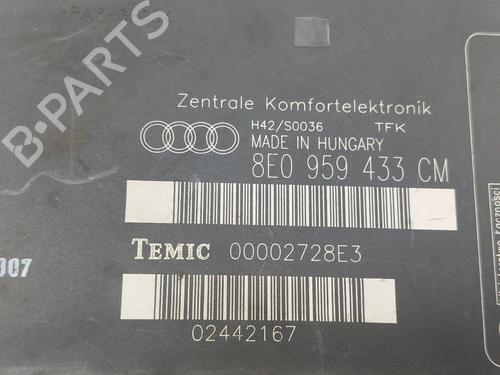 Zentrale Komfortelektronik
H42/S0036 TFK
MADE IN HUNGARY
8E0 959 433 CM
TEMIC 00002728E3
007
02442167
B-PARTS